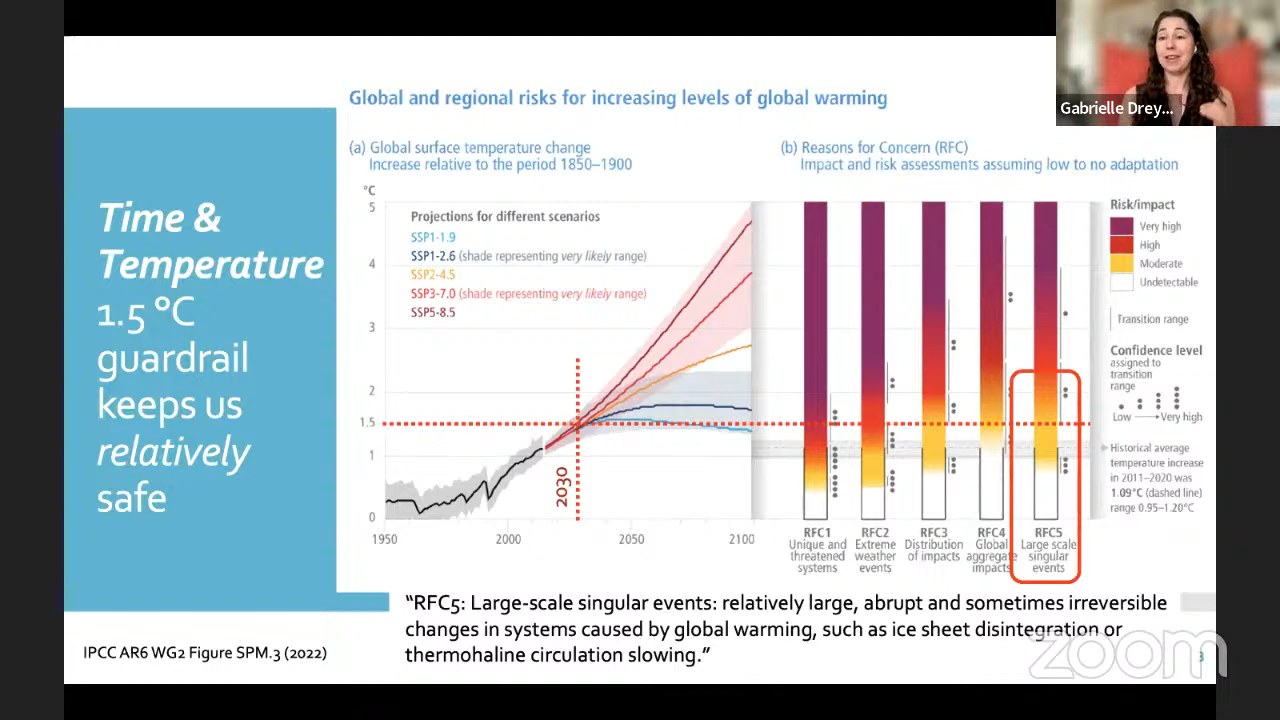 Gabrielle Drey...
Global and regional risks for increasing levels of global warming
Time &
Temperature
1.5 °C
guardrail
keeps us
relatively
safe
(a) Global surface temperature change
Increase relative to the period 1850–1900
°C
5
4
3
2
1.5
1
0
Projections for different scenarios
SSP1-1.9
SSP1-2.6 (shade representing very likely range)
SSP2-4.5
SSP3-7.0 (shade representing very likely range)
SSP5-8.5
2030
1950
2000
2050
2100
(b) Reasons for Concern (RFC)
Impact and risk assessments assuming low to no adaptation
RFC1
Unique and
threatened
systems
RFC2
Extreme
weather
events
RFC3
Distribution
of impacts
RFC4
Global
aggregate
impacts
RFC5
Large scale
singular
events
Risk/impact
Very high
High
Moderate
Undetectable
Transition range
Confidence level
assigned to
transition
range
Low
Very high
Historical average
temperature increase
in 2011–2020 was
1.09°C (dashed line)
range 0.95–1.20°C
“RFC5: Large-scale singular events: relatively large, abrupt and sometimes irreversible
changes in systems caused by global warming, such as ice sheet disintegration or
thermohaline circulation slowing.”
IPCC AR6 WG2 Figure SPM.3 (2022)
zoom
3